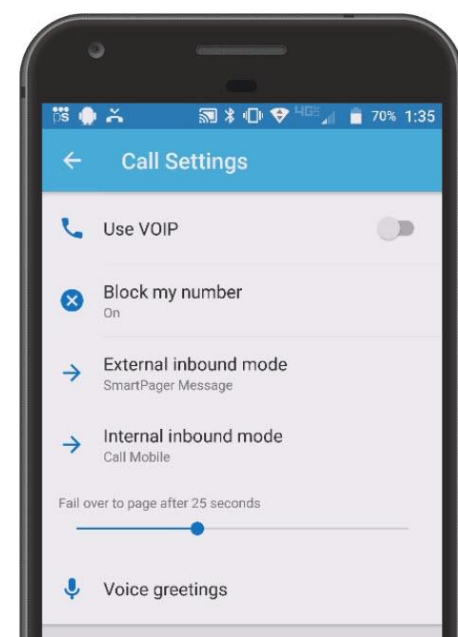 70% 1:35
Call Settings
Use VOIP
Block my number
On
External inbound mode
SmartPager Message
Internal inbound mode
Call Mobile
Fail over to page after 25 seconds
Voice greetings